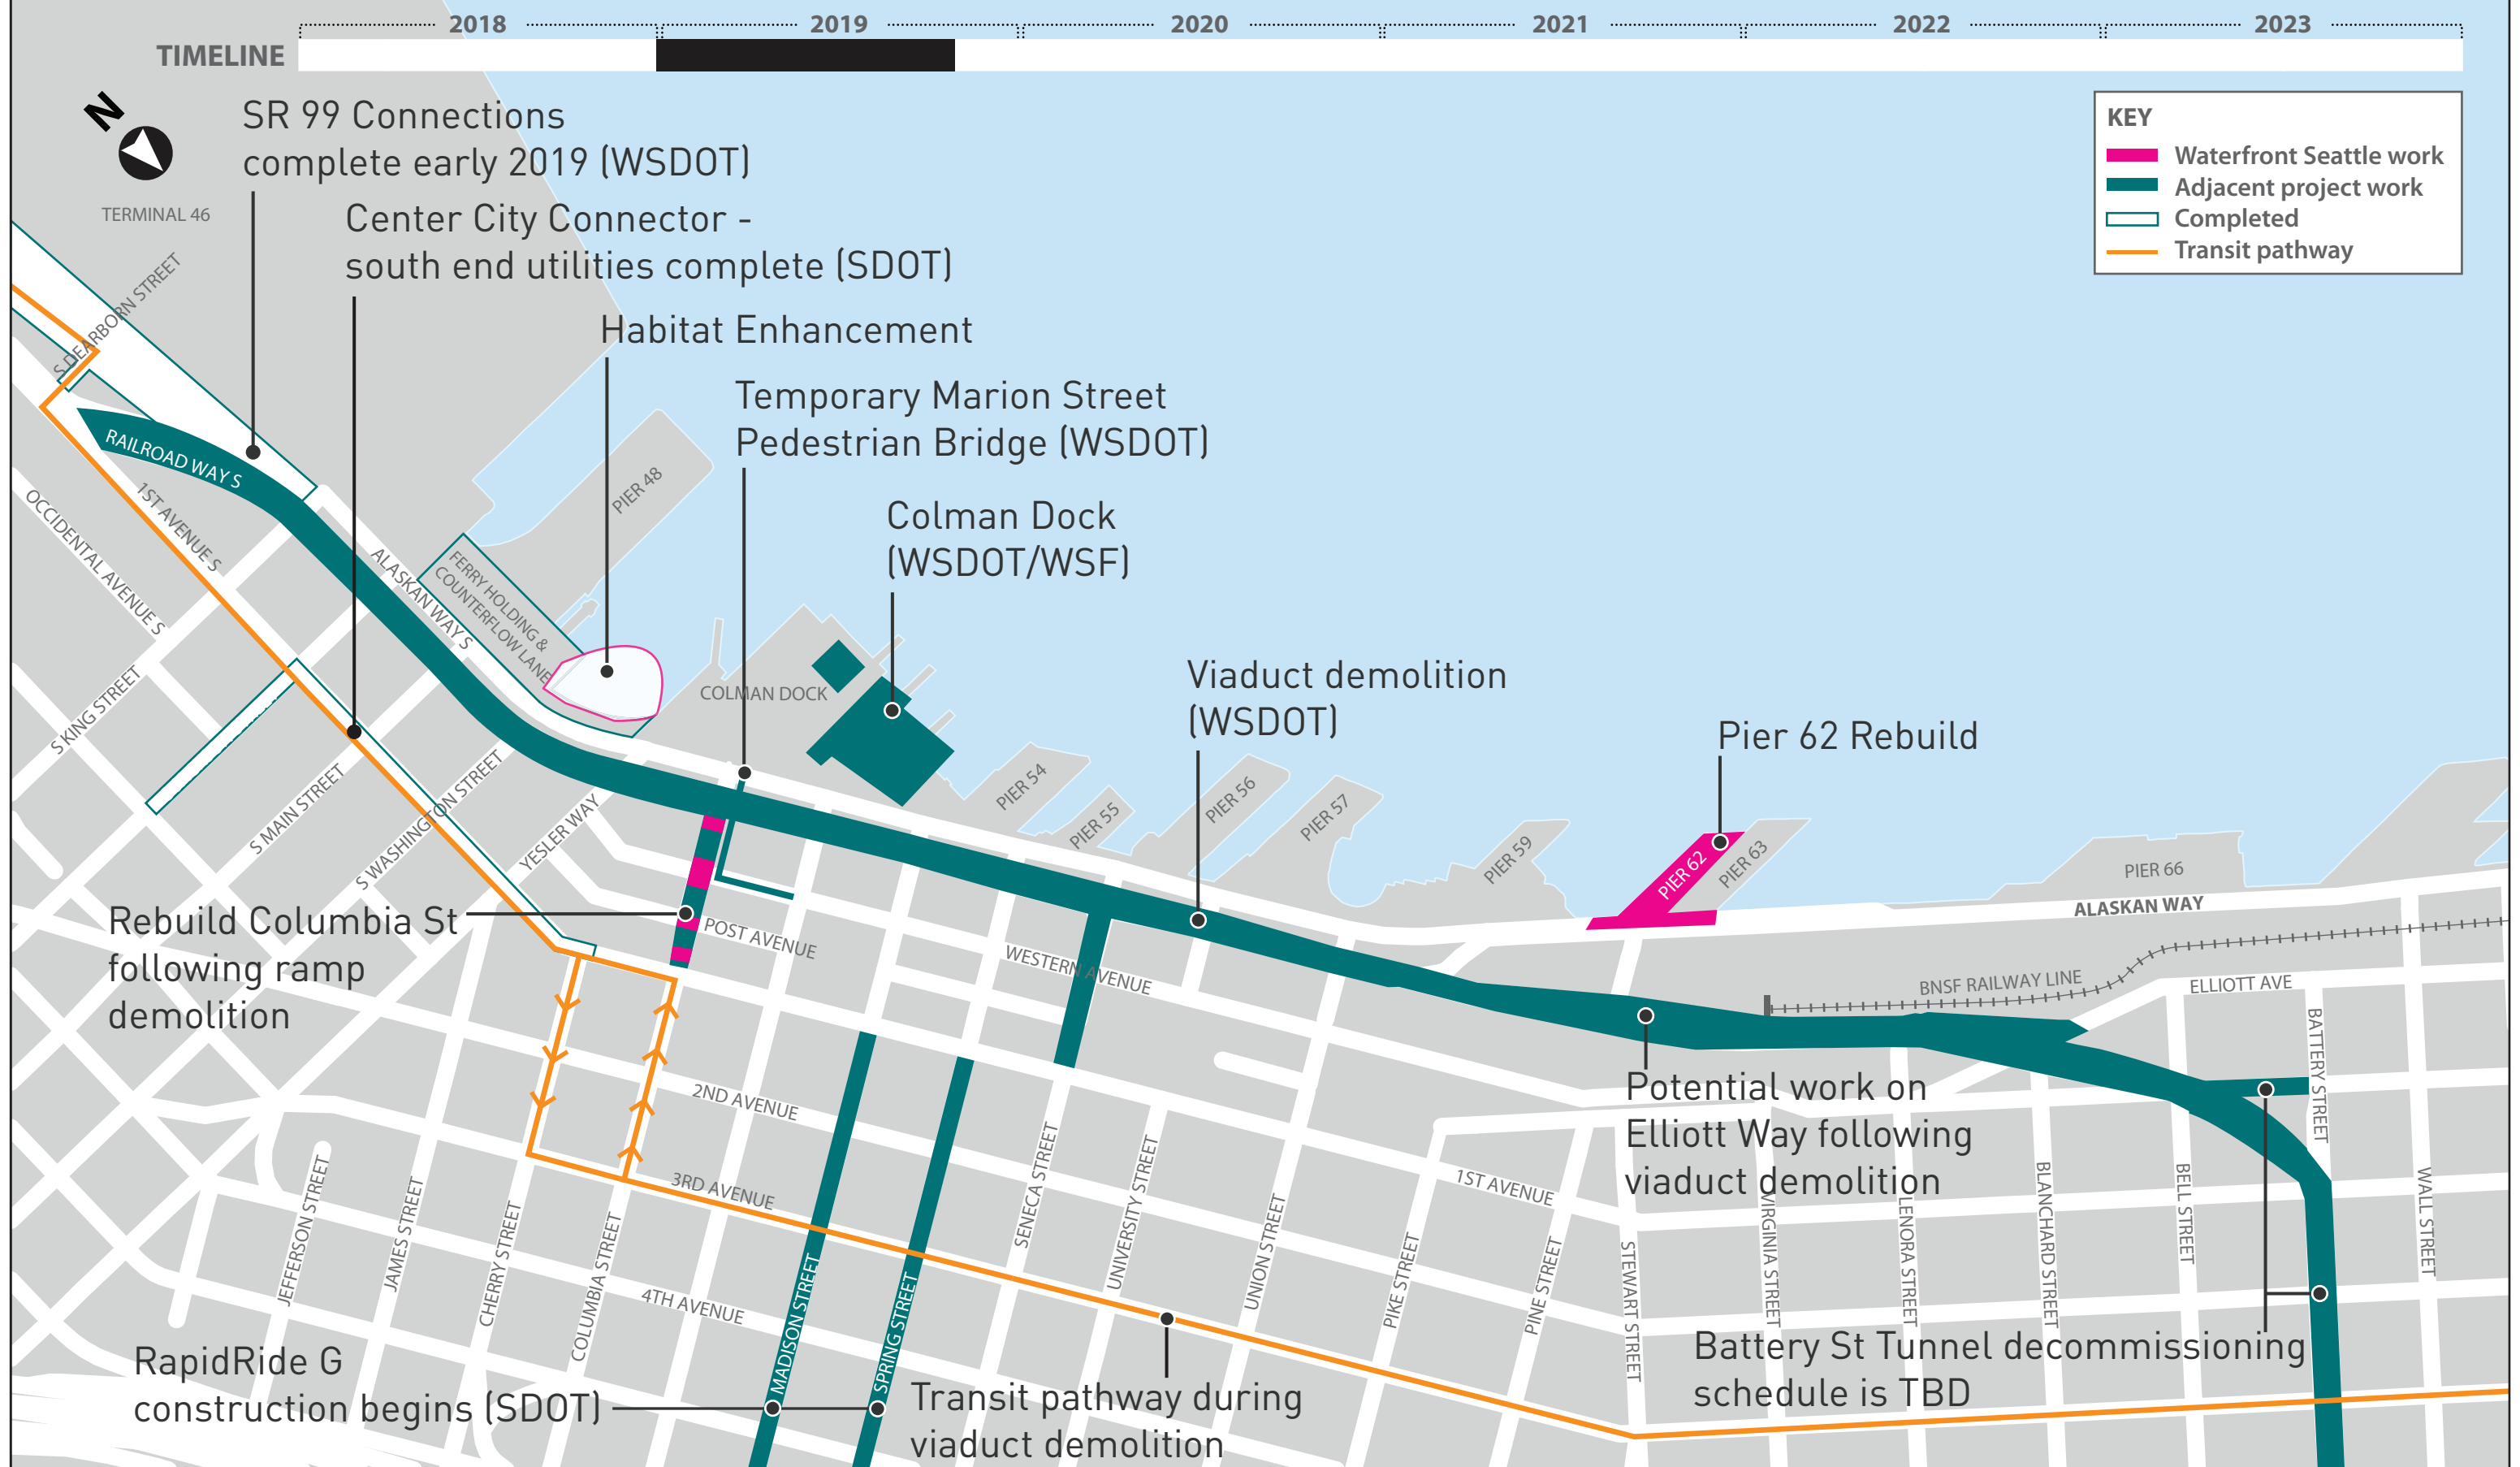 2018
2019
2020
2021
2022
2023
TIMELINE
N
KEY
Waterfront Seattle work
Adjacent project work
Completed
Transit pathway
SR 99 Connections
complete early 2019 (WSDOT)
TERMINAL 46
Center City Connector -
south end utilities complete (SDOT)
S DEARBORN STREET
Habitat Enhancement
Temporary Marion Street
Pedestrian Bridge (WSDOT)
RAILROAD WAY S
1ST AVENUE S
OCCIDENTAL AVENUE S
PIER 48
Colman Dock
(WSDOT/WSF)
ALASKAN WAY S
FERRY HOLDING &
COUNTERFLOW LANE
COLMAN DOCK
Viaduct demolition
(WSDOT)
Pier 62 Rebuild
S KING STREET
S MAIN STREET
S WASHINGTON STREET
YESLER WAY
PIER 54
PIER 55
PIER 56
PIER 57
PIER 59
PIER 62
PIER 63
PIER 66
ALASKAN WAY
Rebuild Columbia St
following ramp
demolition
POST AVENUE
WESTERN AVENUE
BNSF RAILWAY LINE
ELLIOTT AVE
BATTERY STREET
Potential work on
Elliott Way following
viaduct demolition
2ND AVENUE
3RD AVENUE
1ST AVENUE
4TH AVENUE
JEFFERSON STREET
JAMES STREET
CHERRY STREET
COLUMBIA STREET
MADISON STREET
SPRING STREET
SENECA STREET
UNIVERSITY STREET
UNION STREET
PIKE STREET
PINE STREET
STEWART STREET
VIRGINIA STREET
LENORA STREET
BLANCHARD STREET
BELL STREET
WALL STREET
RapidRide G
construction begins (SDOT)
Transit pathway during
viaduct demolition
Battery St Tunnel decommissioning
schedule is TBD